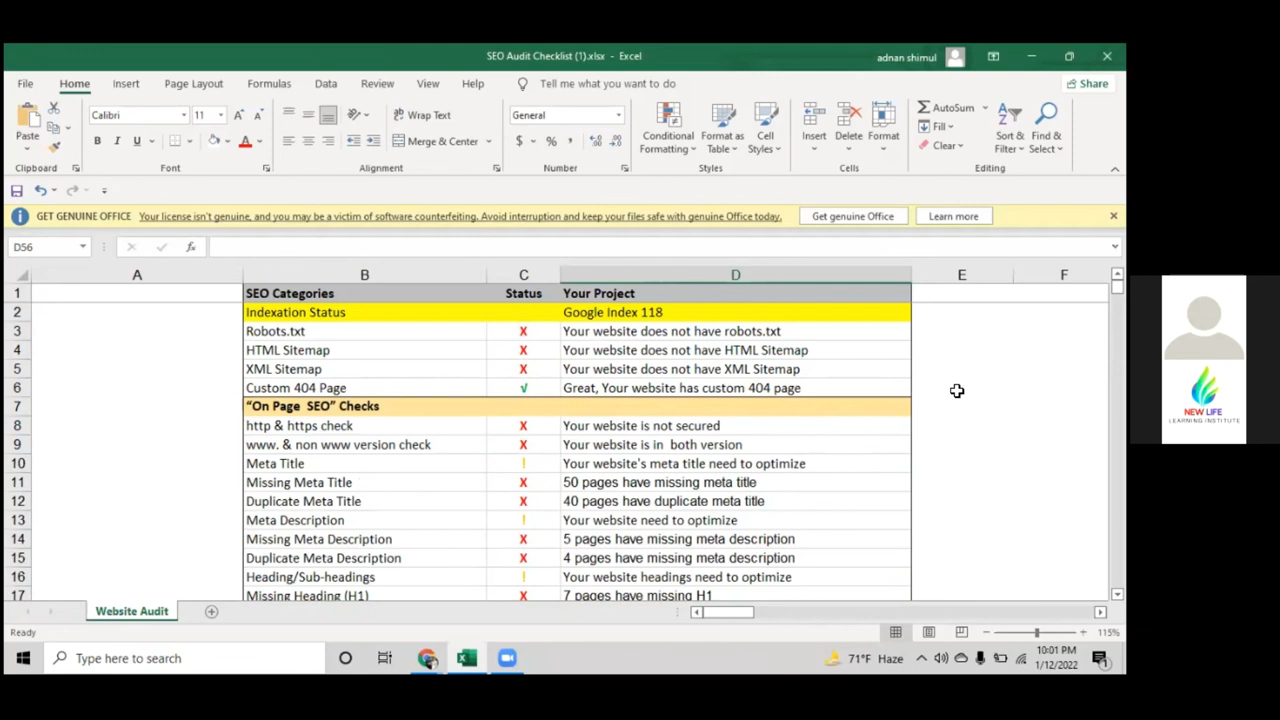 SEO Audit Checklist (1).xlsx - Excel
adnan shimul
File Home Insert Page Layout Formulas Data Review View Help Tell me what you want to do Share
Calibri 11 Wrap Text General AutoSum
Paste Merge & Center Conditional Formatting Format as Table Cell Styles Insert Delete Format Fill Sort & Filter Find & Select
B I U A $ % , Clear
Clipboard Font Alignment Number Styles Cells Editing
GET GENUINE OFFICE Your license isn't genuine, and you may be a victim of software counterfeiting. Avoid interruption and keep your files safe with genuine Office today. Get genuine Office Learn more
D56 fx
A B C D E F
1 SEO Categories Status Your Project
2 Indexation Status Google Index 118
3 Robots.txt X Your website does not have robots.txt
4 HTML Sitemap X Your website does not have HTML Sitemap
5 XML Sitemap X Your website does not have XML Sitemap
6 Custom 404 Page √ Great, Your website has custom 404 page
7 “On Page SEO” Checks
8 http & https check X Your website is not secured
9 www. & non www version check X Your website is in both version
10 Meta Title ! Your website's meta title need to optimize
11 Missing Meta Title X 50 pages have missing meta title
12 Duplicate Meta Title X 40 pages have duplicate meta title
13 Meta Description ! Your website need to optimize
14 Missing Meta Description X 5 pages have missing meta description
15 Duplicate Meta Description X 4 pages have missing meta description
16 Heading/Sub-headings ! Your website headings need to optimize
17 Missing Heading (H1) X 7 pages have missing H1
Website Audit
Ready 115%
Type here to search 71°F Haze 10:01 PM
1/12/2022
1
NEW LIFE
LEARNING INSTITUTE